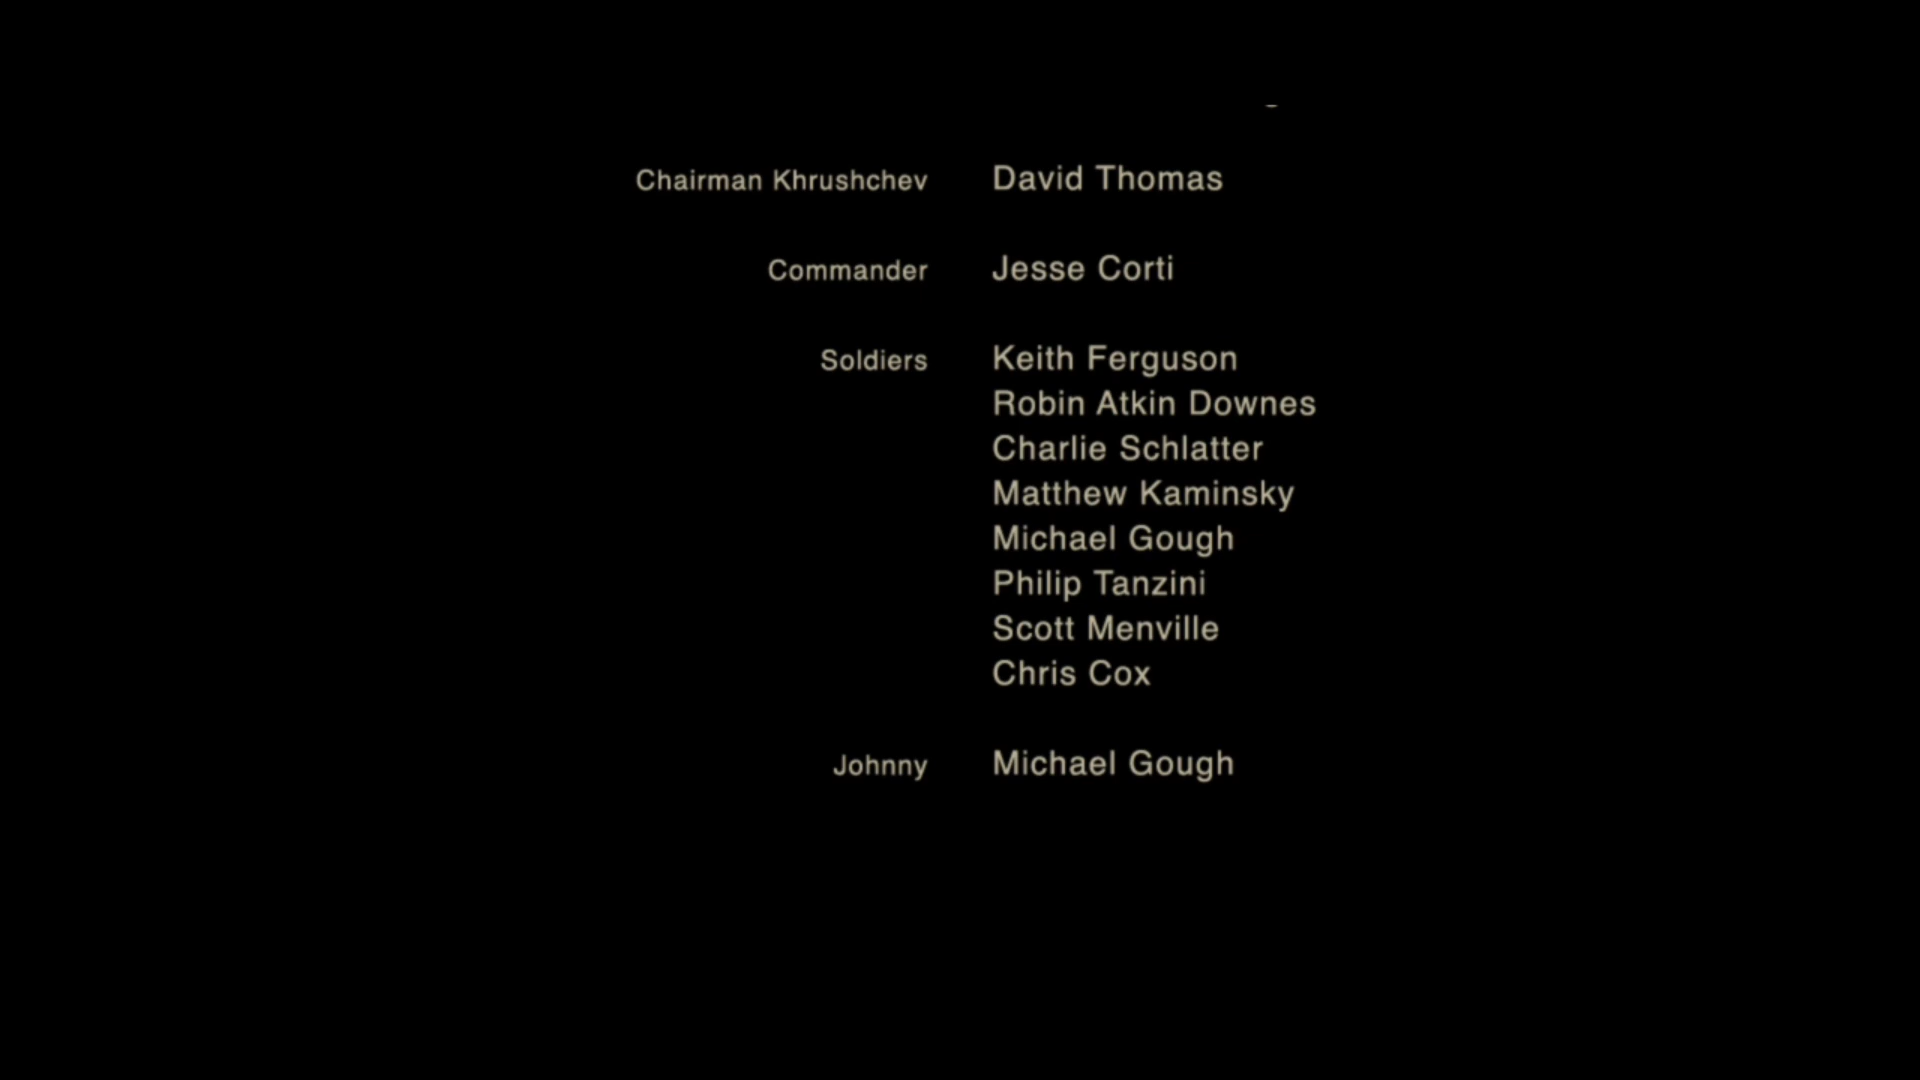 Chairman Khrushchev David Thomas
Commander Jesse Corti
Soldiers Keith Ferguson
Robin Atkin Downes
Charlie Schlatter
Matthew Kaminsky
Michael Gough
Philip Tanzini
Scott Menville
Chris Cox
Johnny Michael Gough